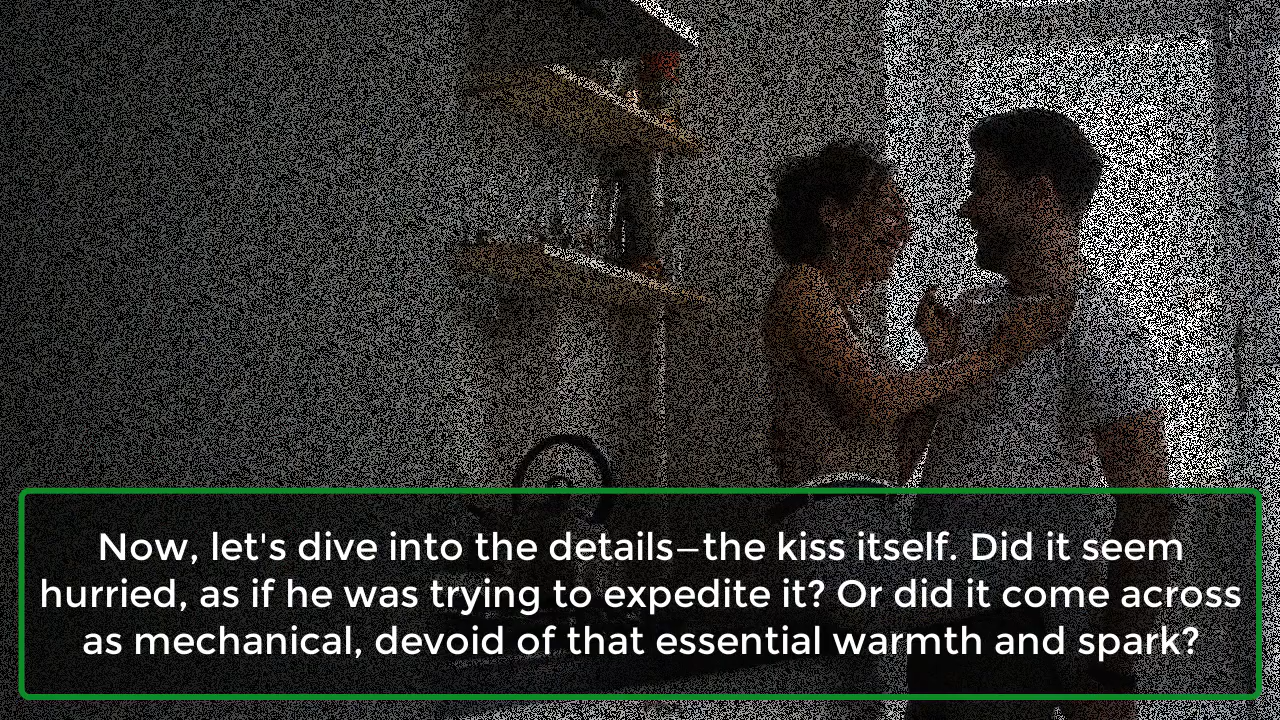 Now, let's dive into the details—the kiss itself. Did it seem
hurried, as if he was trying to expedite it? Or did it come across
as mechanical, devoid of that essential warmth and spark?